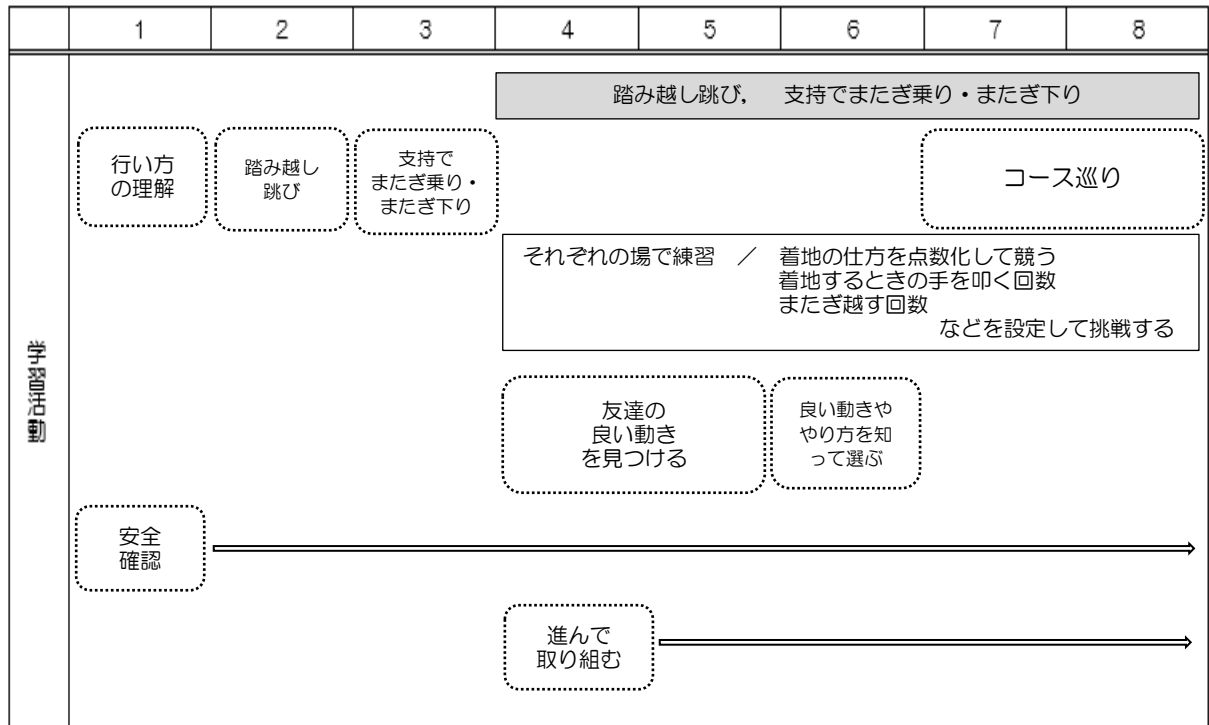 1 2 3 4 5 6 7 8
学習活動
踏み越し跳び, 支持でまたぎ乗り・またぎ下り
行い方
の理解
踏み越し
跳び
支持で
またぎ乗り・
またぎ下り
コース巡り
それぞれの場で練習 / 着地の仕方を点数化して競う
着地するときの手を叩く回数
またぎ越す回数
などを設定して挑戦する
友達の
良い動き
を見つける
良い動きや
やり方を知
って選ぶ
安全
確認
進んで
取り組む